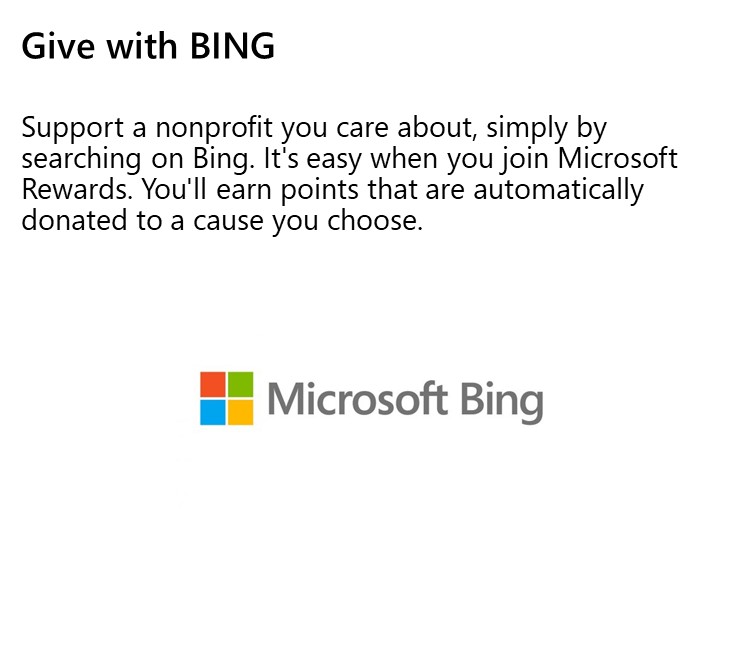 Give with BING
Support a nonprofit you care about, simply by
searching on Bing. It's easy when you join Microsoft
Rewards. You'll earn points that are automatically
donated to a cause you choose.
Microsoft Bing